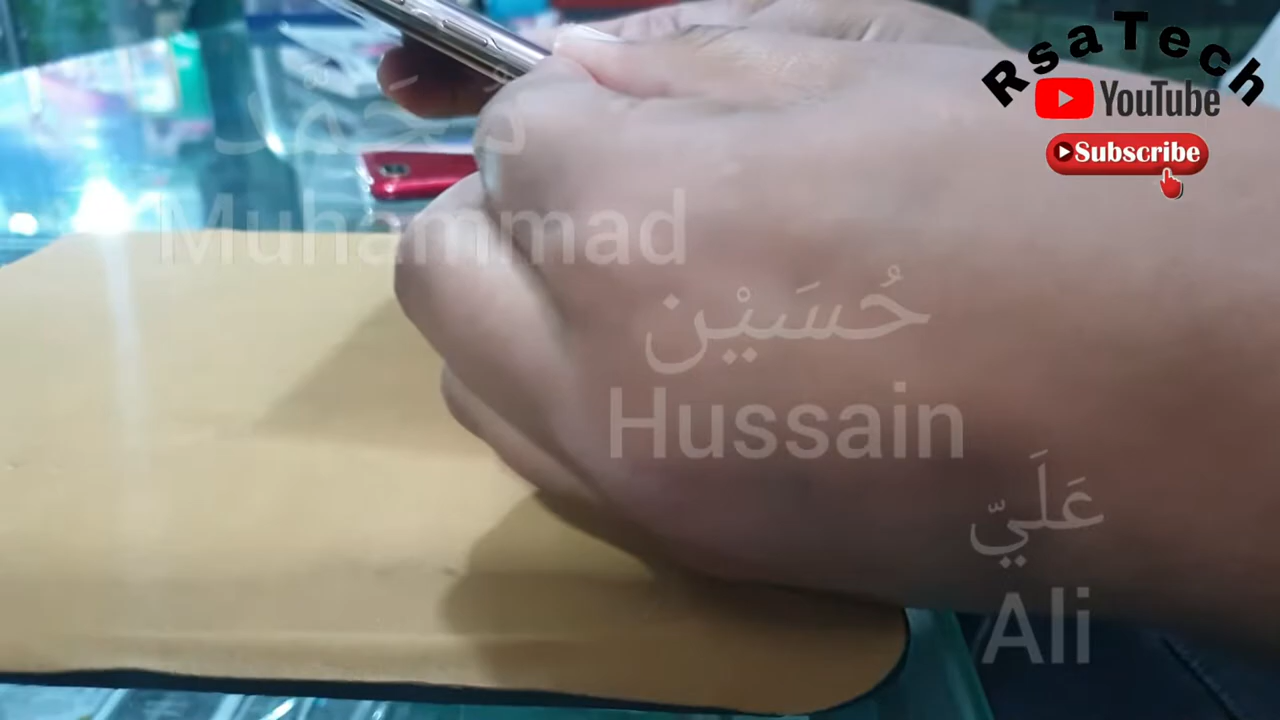 RsaTech
YouTube
Subscribe
مُحَمَّد
Muhammad
حُسَيْن
Hussain
عَلَيّ
Ali